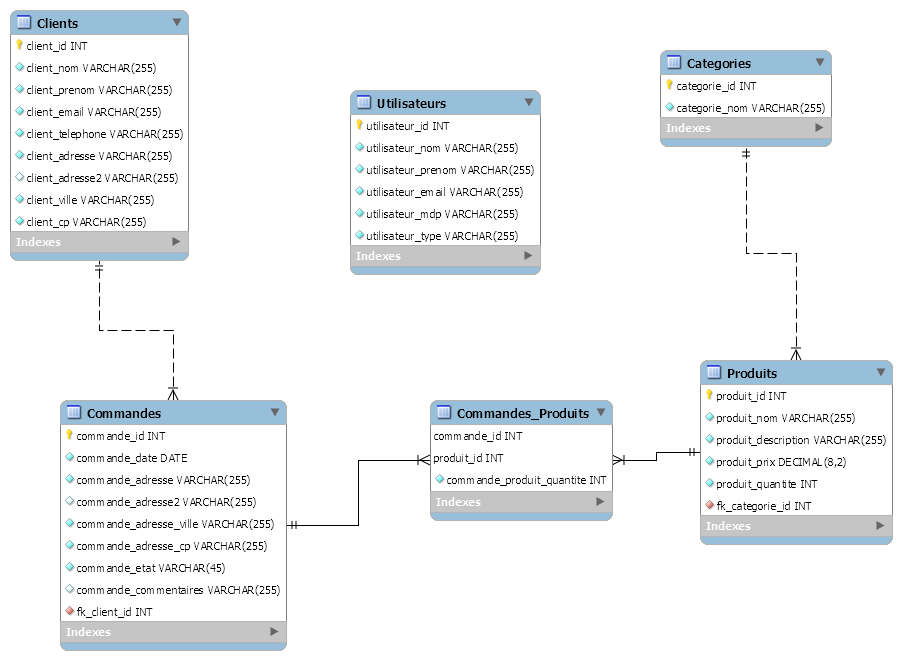 Clients
client_id INT
client_nom VARCHAR(255)
client_prenom VARCHAR(255)
client_email VARCHAR(255)
client_telephone VARCHAR(255)
client_adresse VARCHAR(255)
client_adresse2 VARCHAR(255)
client_ville VARCHAR(255)
client_cp VARCHAR(255)
Indexes
Utilisateurs
utilisateur_id INT
utilisateur_nom VARCHAR(255)
utilisateur_prenom VARCHAR(255)
utilisateur_email VARCHAR(255)
utilisateur_mdp VARCHAR(255)
utilisateur_type VARCHAR(255)
Indexes
Categories
categorie_id INT
categorie_nom VARCHAR(255)
Indexes
Commandes
commande_id INT
commande_date DATE
commande_adresse VARCHAR(255)
commande_adresse2 VARCHAR(255)
commande_adresse_ville VARCHAR(255)
commande_adresse_cp VARCHAR(255)
commande_etat VARCHAR(45)
commande_commentaires VARCHAR(255)
fk_client_id INT
Indexes
Commandes_Produits
commande_id INT
produit_id INT
commande_produit_quantite INT
Indexes
Produits
produit_id INT
produit_nom VARCHAR(255)
produit_description VARCHAR(255)
produit_prix DECIMAL(8,2)
produit_quantite INT
fk_categorie_id INT
Indexes